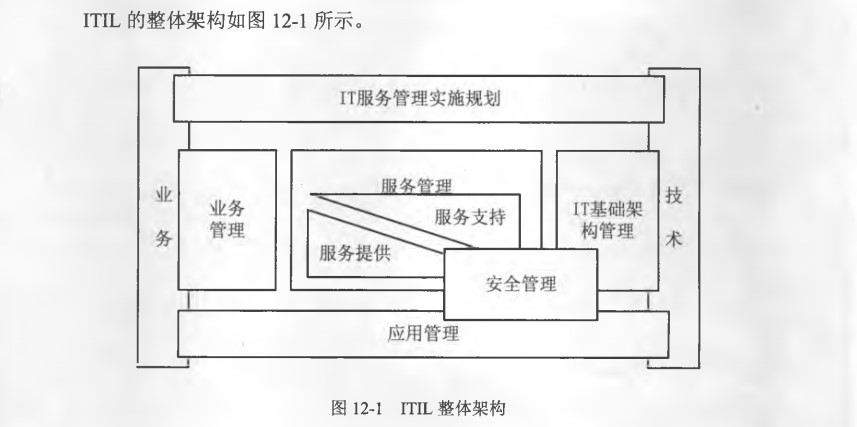 ITIL 的整体架构如图 12-1 所示。
IT服务管理实施规划
业
务
业务
管理
服务管理
服务支持
服务提供
安全管理
IT基础架
构管理
技
术
应用管理
图 12-1 ITIL 整体架构